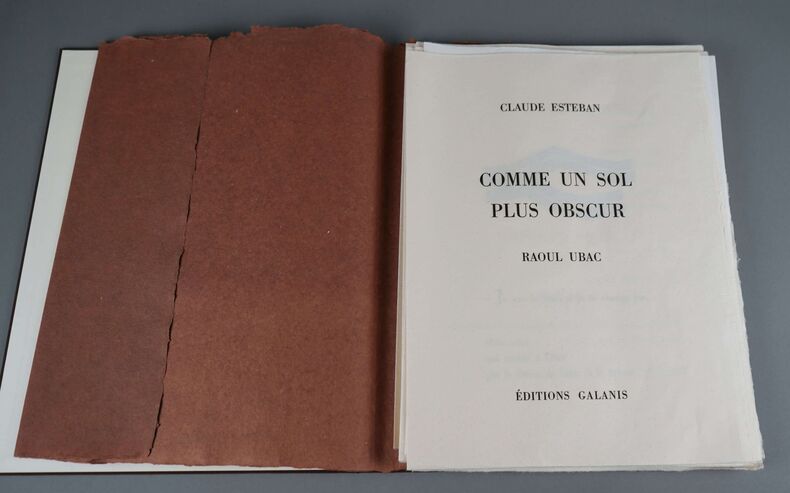 CLAUDE ESTEBAN
COMME UN SOL
PLUS OBSCUR
RAOUL UBAC
ÉDITIONS GALANIS